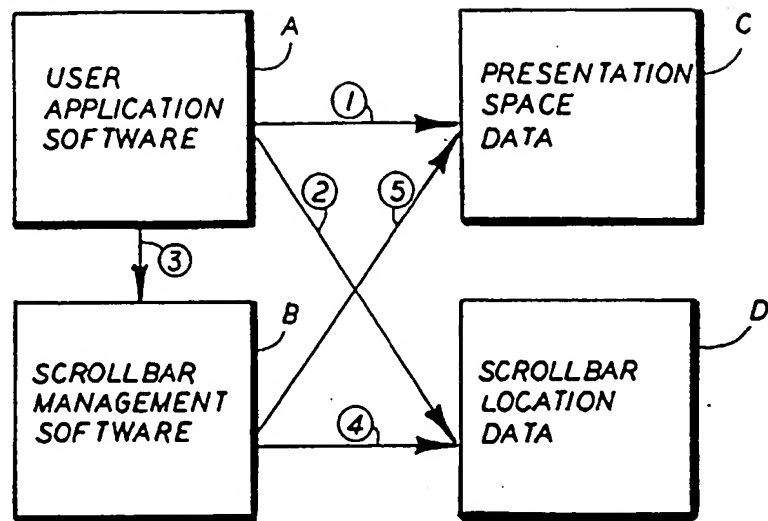 A
USER
APPLICATION
SOFTWARE
C
PRESENTATION
SPACE
DATA
1
2
5
3
B
SCROLLBAR
MANAGEMENT
SOFTWARE
4
D
SCROLLBAR
LOCATION
DATA